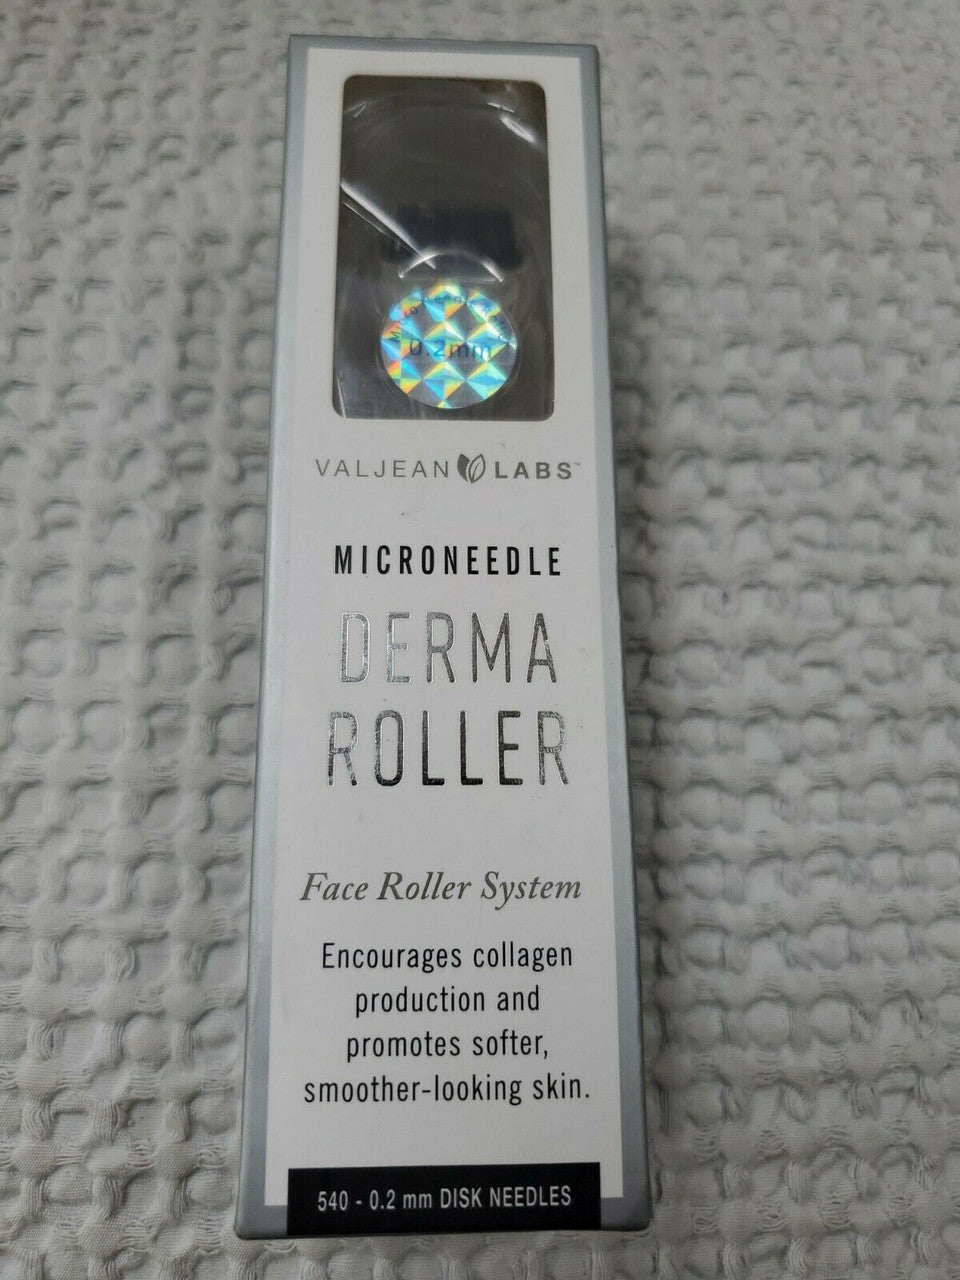 0.2mm
VALJEAN LABS™
MICRONEEDLE
DERMA
ROLLER
Face Roller System
Encourages collagen
production and
promotes softer,
smoother-looking skin.
540 - 0.2 mm DISK NEEDLES